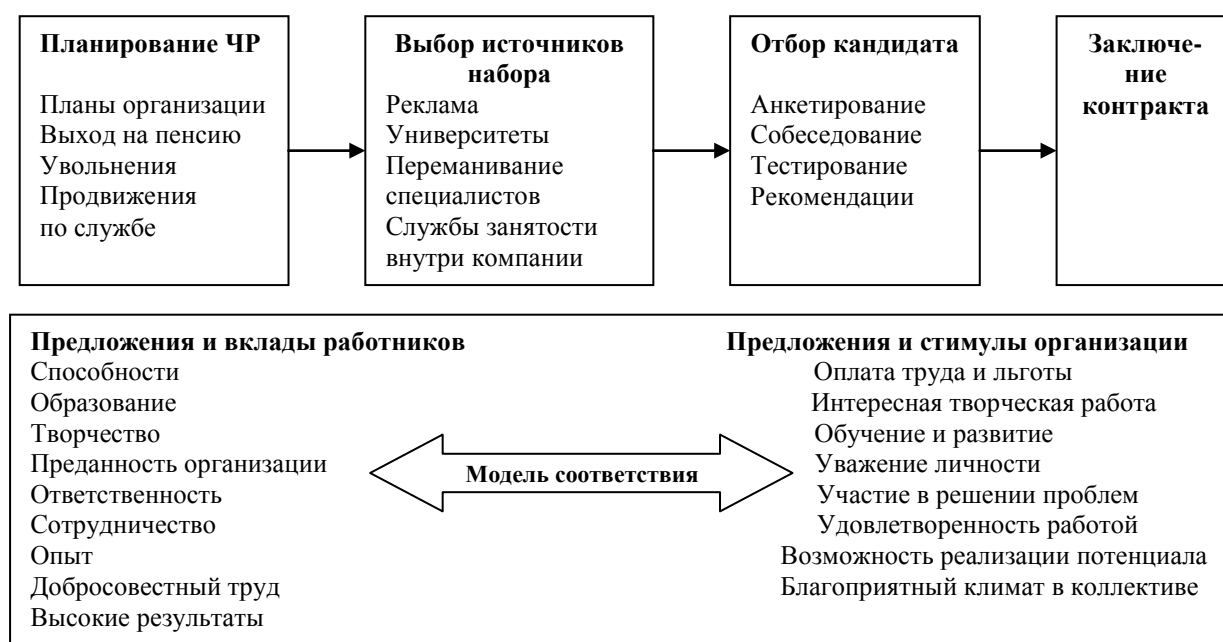 Планирование ЧР
Планы организации
Выход на пенсию
Увольнения
Продвижения
по службе
Выбор источников
набора
Реклама
Университеты
Переманивание
специалистов
Службы занятости
внутри компании
Отбор кандидата
Анкетирование
Собеседование
Тестирование
Рекомендации
Заключе-
ние
контракта
Предложения и вклады работников
Способности
Образование
Творчество
Преданность организации
Ответственность
Сотрудничество
Опыт
Добросовестный труд
Высокие результаты
Модель соответствия
Предложения и стимулы организации
Оплата труда и льготы
Интересная творческая работа
Обучение и развитие
Уважение личности
Участие в решении проблем
Удовлетворенность работой
Возможность реализации потенциала
Благоприятный климат в коллективе